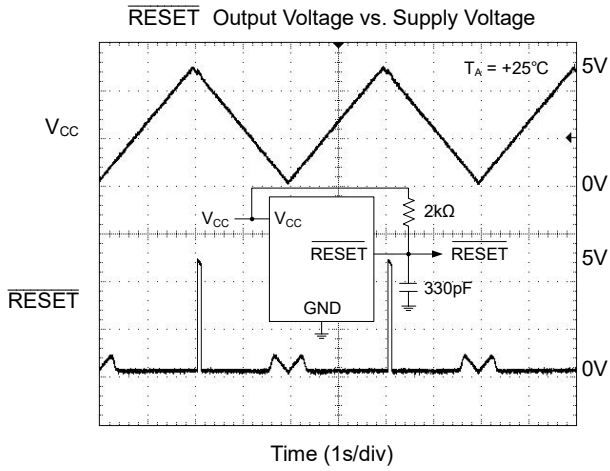 RESET Output Voltage vs. Supply Voltage
T_A = +25°C
5V
V_CC
0V
V_CC
V_CC
2kΩ
RESET
RESET
5V
RESET
330pF
GND
0V
Time (1s/div)